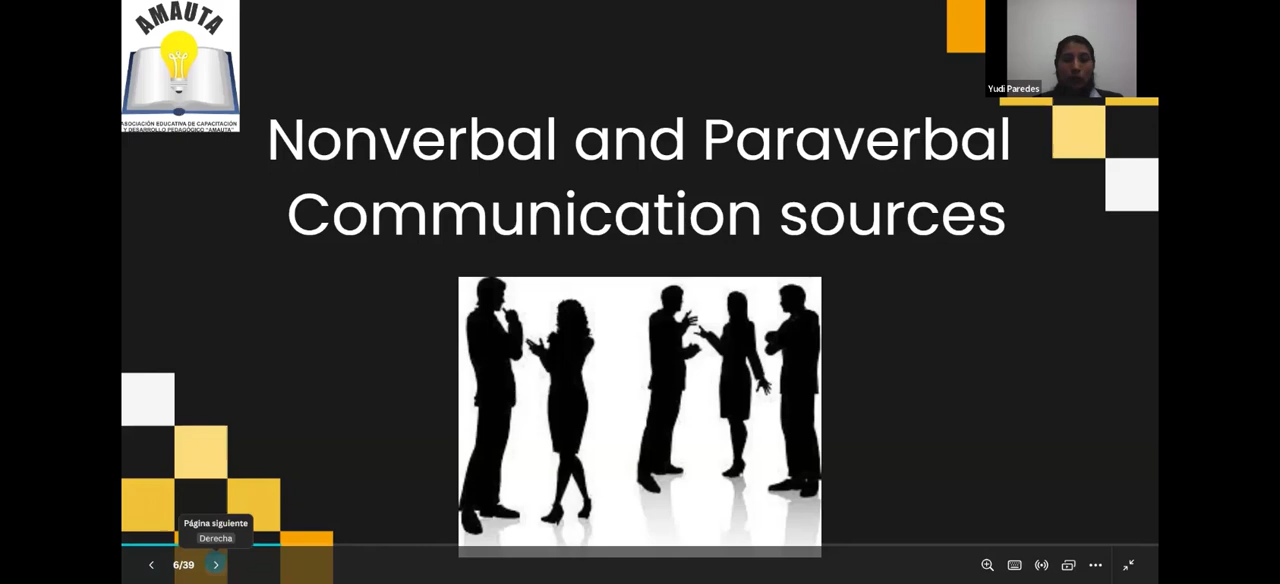 AMAUTA
ASOCIACIÓN EDUCATIVA DE CAPACITACIÓN
Y DESARROLLO PEDAGÓGICO "AMAUTA"
Yudi Paredes
Nonverbal and Paraverbal
Communication sources
Página siguiente
Derecha
6/39